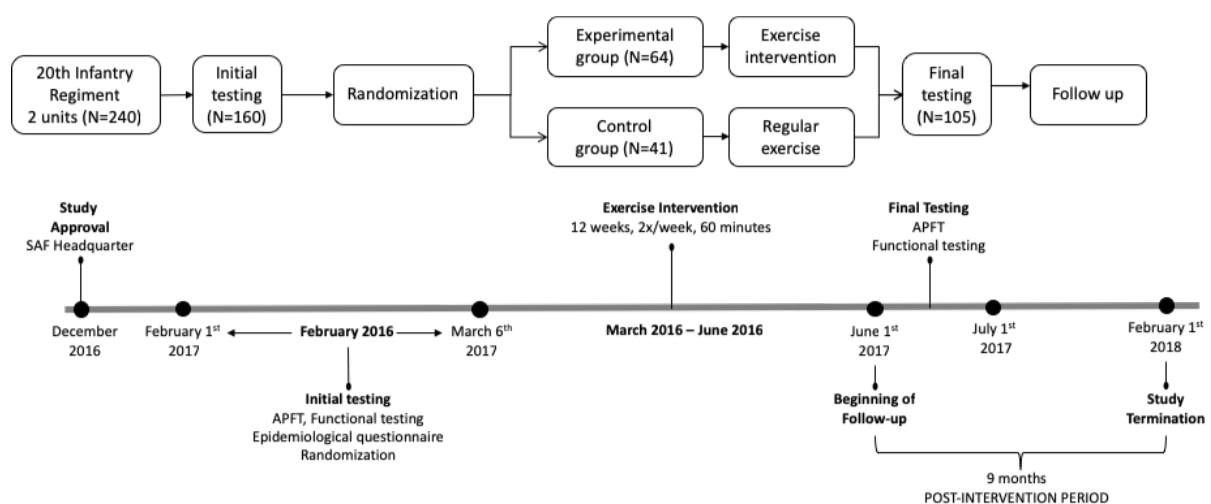 20th Infantry
Regiment
2 units (N=240)
Initial
testing
(N=160)
Randomization
Experimental
group (N=64)
Exercise
intervention
Control
group (N=41)
Regular
exercise
Final
testing
(N=105)
Follow up
Study
Approval
SAF Headquarter
Exercise Intervention
12 weeks, 2x/week, 60 minutes
Final Testing
APFT
Functional testing
December
2016
February 1st
2017
February 2016
March 6th
2017
March 2016 – June 2016
June 1st
2017
July 1st
2017
February 1st
2018
Initial testing
APFT, Functional testing
Epidemiological questionnaire
Randomization
Beginning of
Follow-up
Study
Termination
9 months
POST-INTERVENTION PERIOD